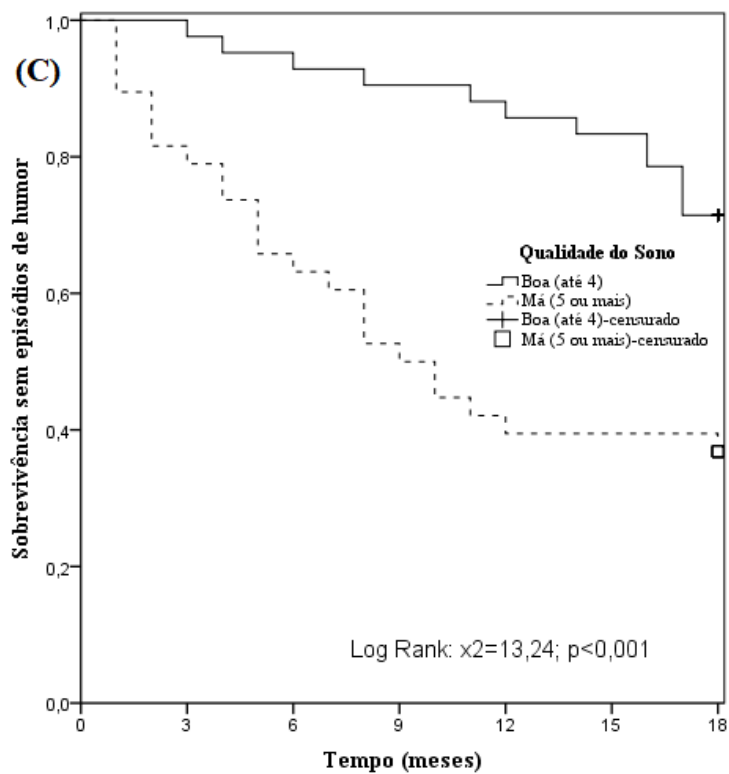 (C)
Sobrevivência sem episódios de humor
1,0
0,8
0,6
0,4
0,2
0,0
Qualidade do Sono
Boa (até 4)
Má (5 ou mais)
Boa (até 4)-censurado
Má (5 ou mais)-censurado
Log Rank: x2=13,24; p<0,001
0 3 6 9 12 15 18
Tempo (meses)